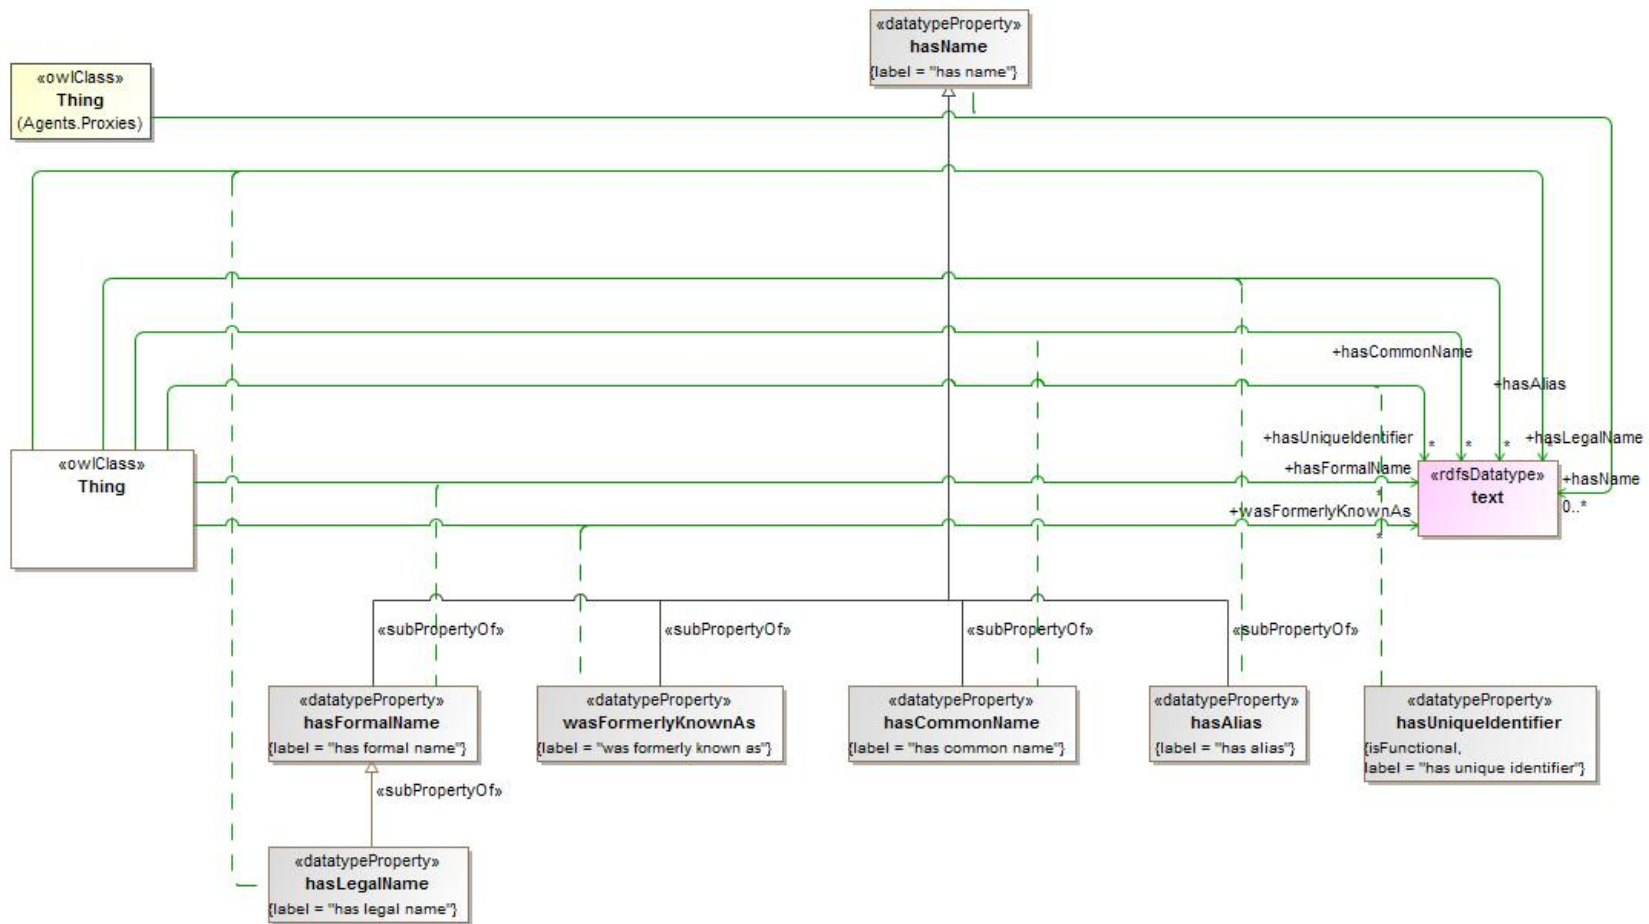 «datatypeProperty»
hasName
{label = "has name"}
«owlClass»
Thing
(Agents.Proxies)
+hasCommonName
+hasAlias
+hasUniqueIdentifier
*
*
*
*
+hasLegalName
«owlClass»
Thing
+hasFormalName
*
«rdfsDatatype»
text
+hasName
0..*
+wasFormerlyKnownAs
*
«subPropertyOf»
«subPropertyOf»
«subPropertyOf»
«subPropertyOf»
«datatypeProperty»
hasFormalName
{label = "has formal name"}
«datatypeProperty»
wasFormerlyKnownAs
{label = "was formerly known as"}
«datatypeProperty»
hasCommonName
{label = "has common name"}
«datatypeProperty»
hasAlias
{label = "has alias"}
«datatypeProperty»
hasUniqueIdentifier
{isFunctional,
label = "has unique identifier"}
«subPropertyOf»
«datatypeProperty»
hasLegalName
{label = "has legal name"}